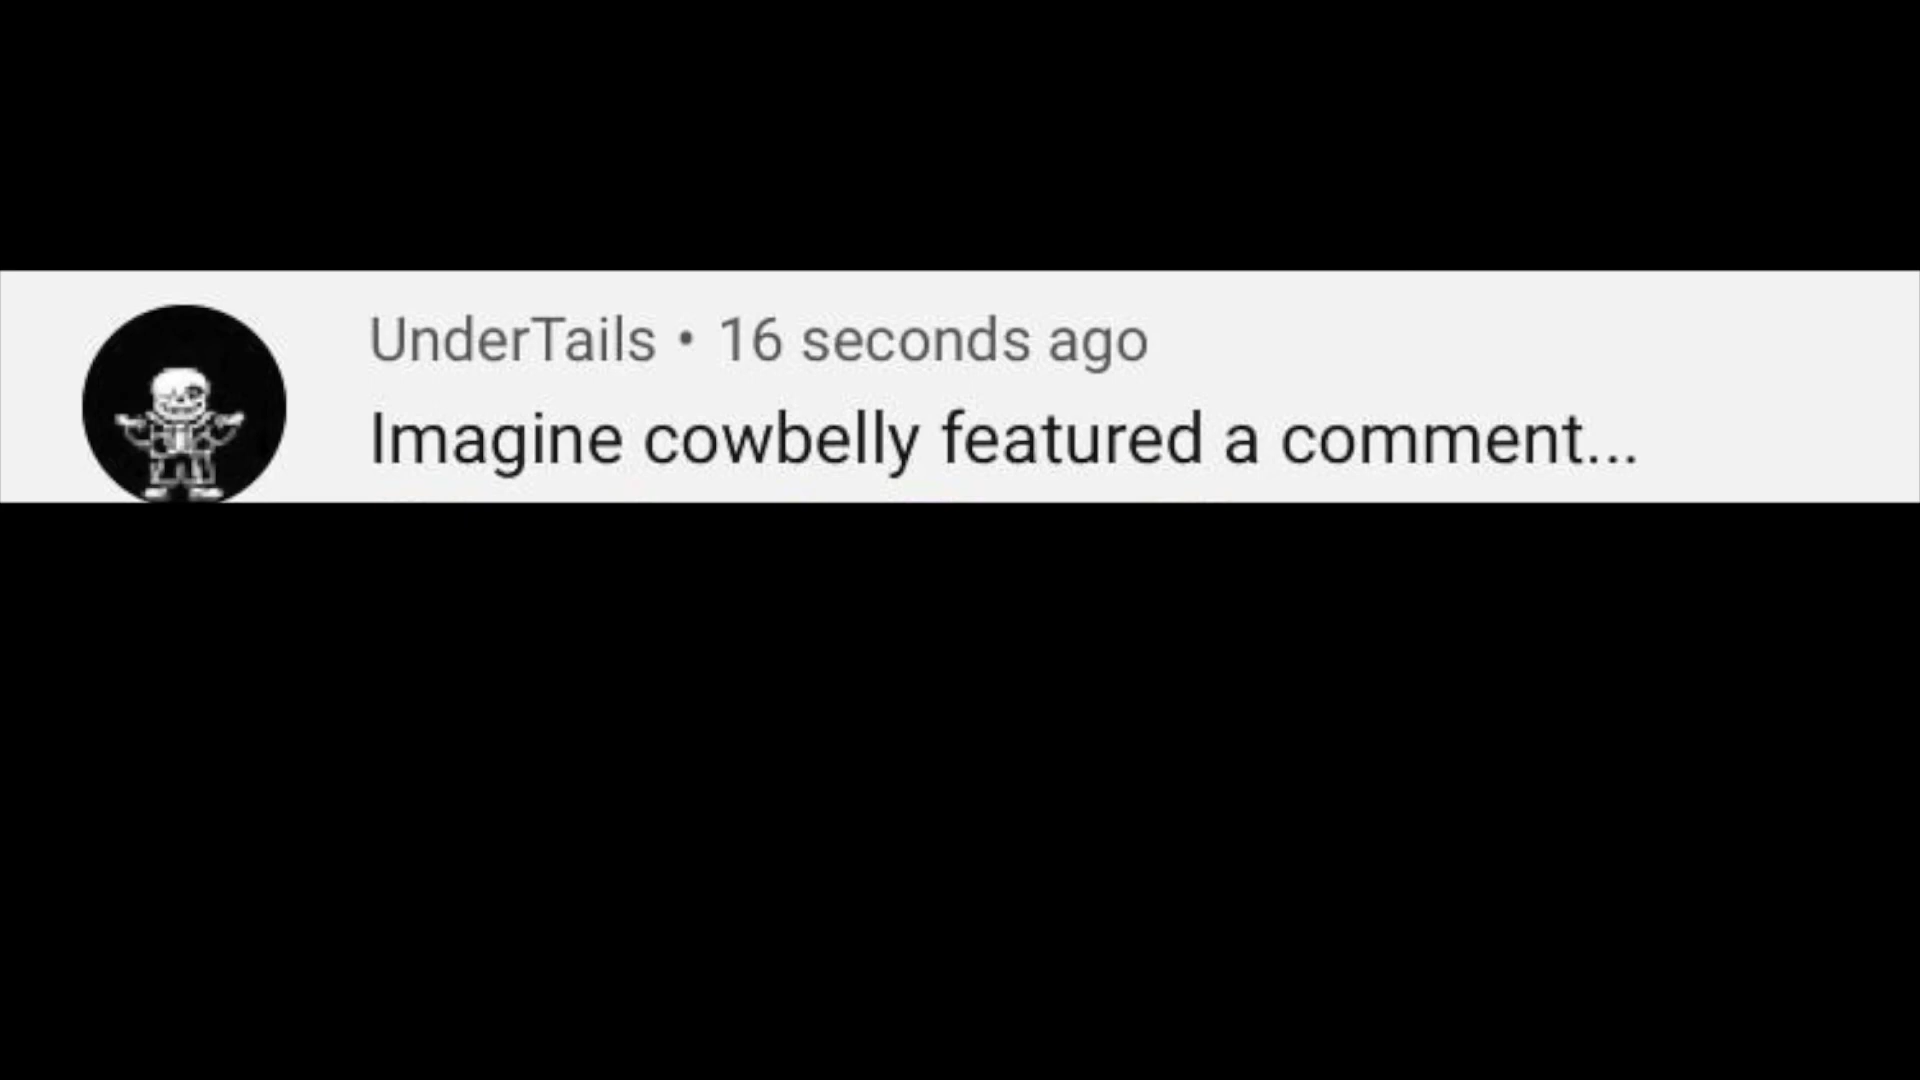 UnderTails • 16 seconds ago
Imagine cowbelly featured a comment...